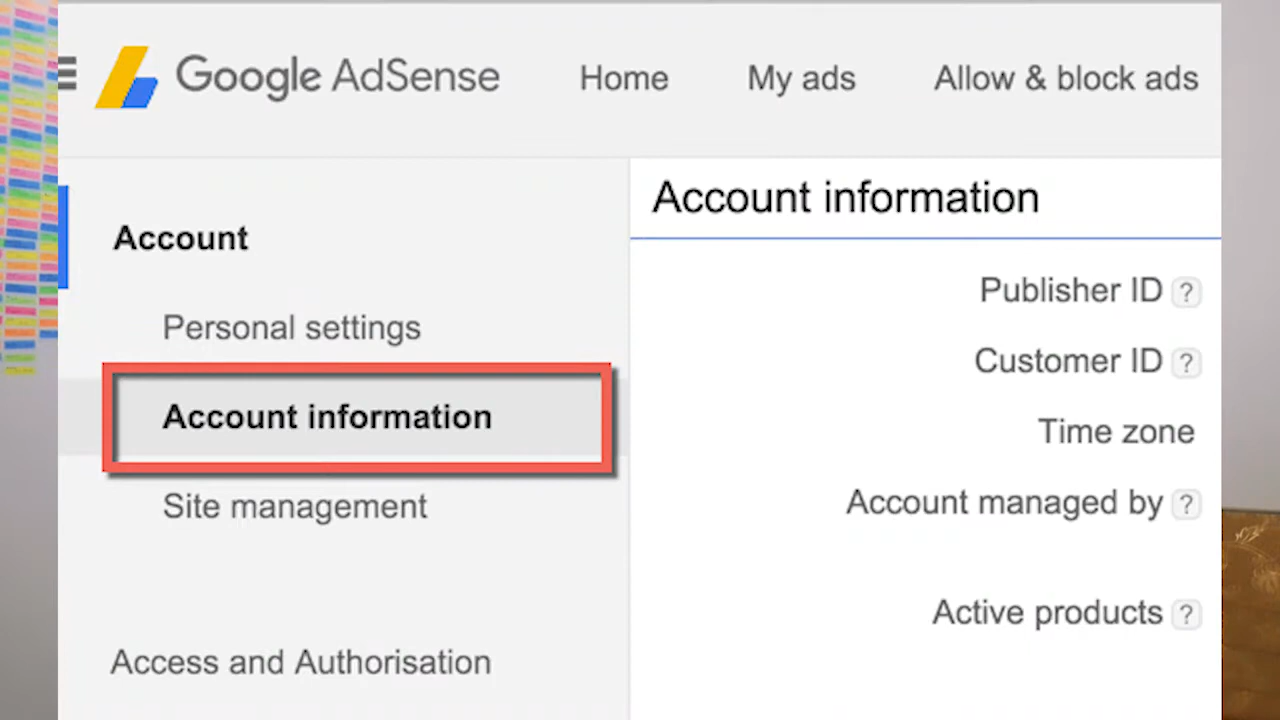 Google AdSense Home My ads Allow & block ads
Account
Personal settings
Account information
Site management
Access and Authorisation
Account information
Publisher ID ?
Customer ID ?
Time zone
Account managed by ?
Active products ?